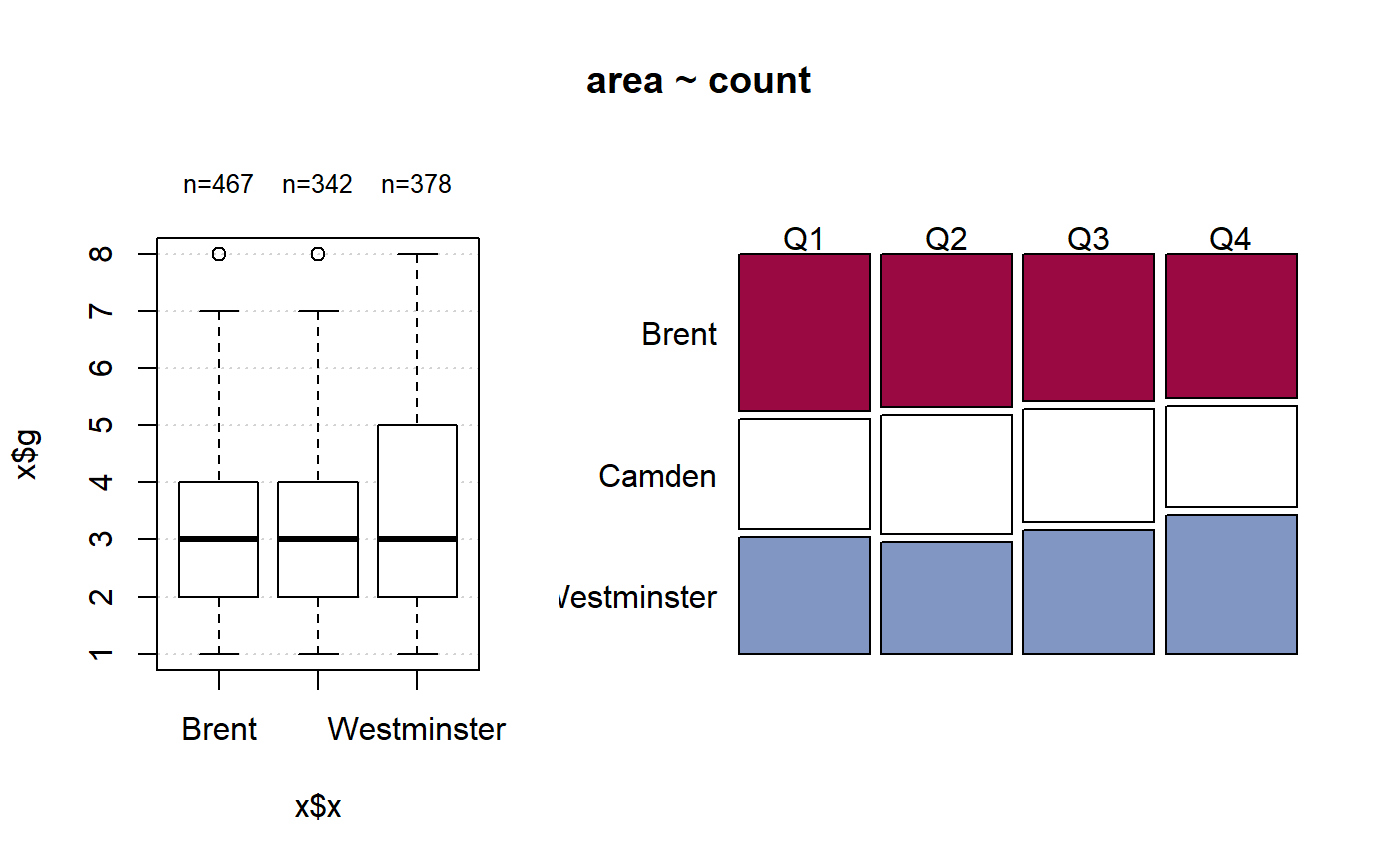 area ~ count
n=467 n=342 n=378
8
7
6
5
4
3
2
1
x$g
Brent Westminster
x$x
Q1 Q2 Q3 Q4
Brent
Camden
Westminster